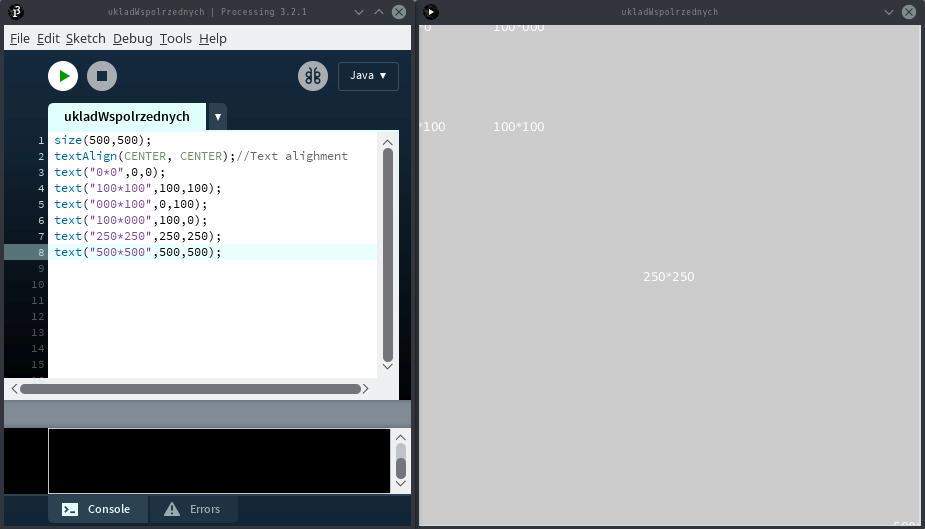 ukladWspolrzednych | Processing 3.2.1
File Edit Sketch Debug Tools Help
Java ▼
ukladWspolrzednych ▼
1 size(500,500);
2 textAlign(CENTER, CENTER);//Text alighment
3 text("0*0",0,0);
4 text("100*100",100,100);
5 text("000*100",0,100);
6 text("100*000",100,0);
7 text("250*250",250,250);
8 text("500*500",500,500);
9
10
11
12
13
14
15
Console
Errors
ukladWspolrzednych
*0 100*000
*100 100*100
250*250